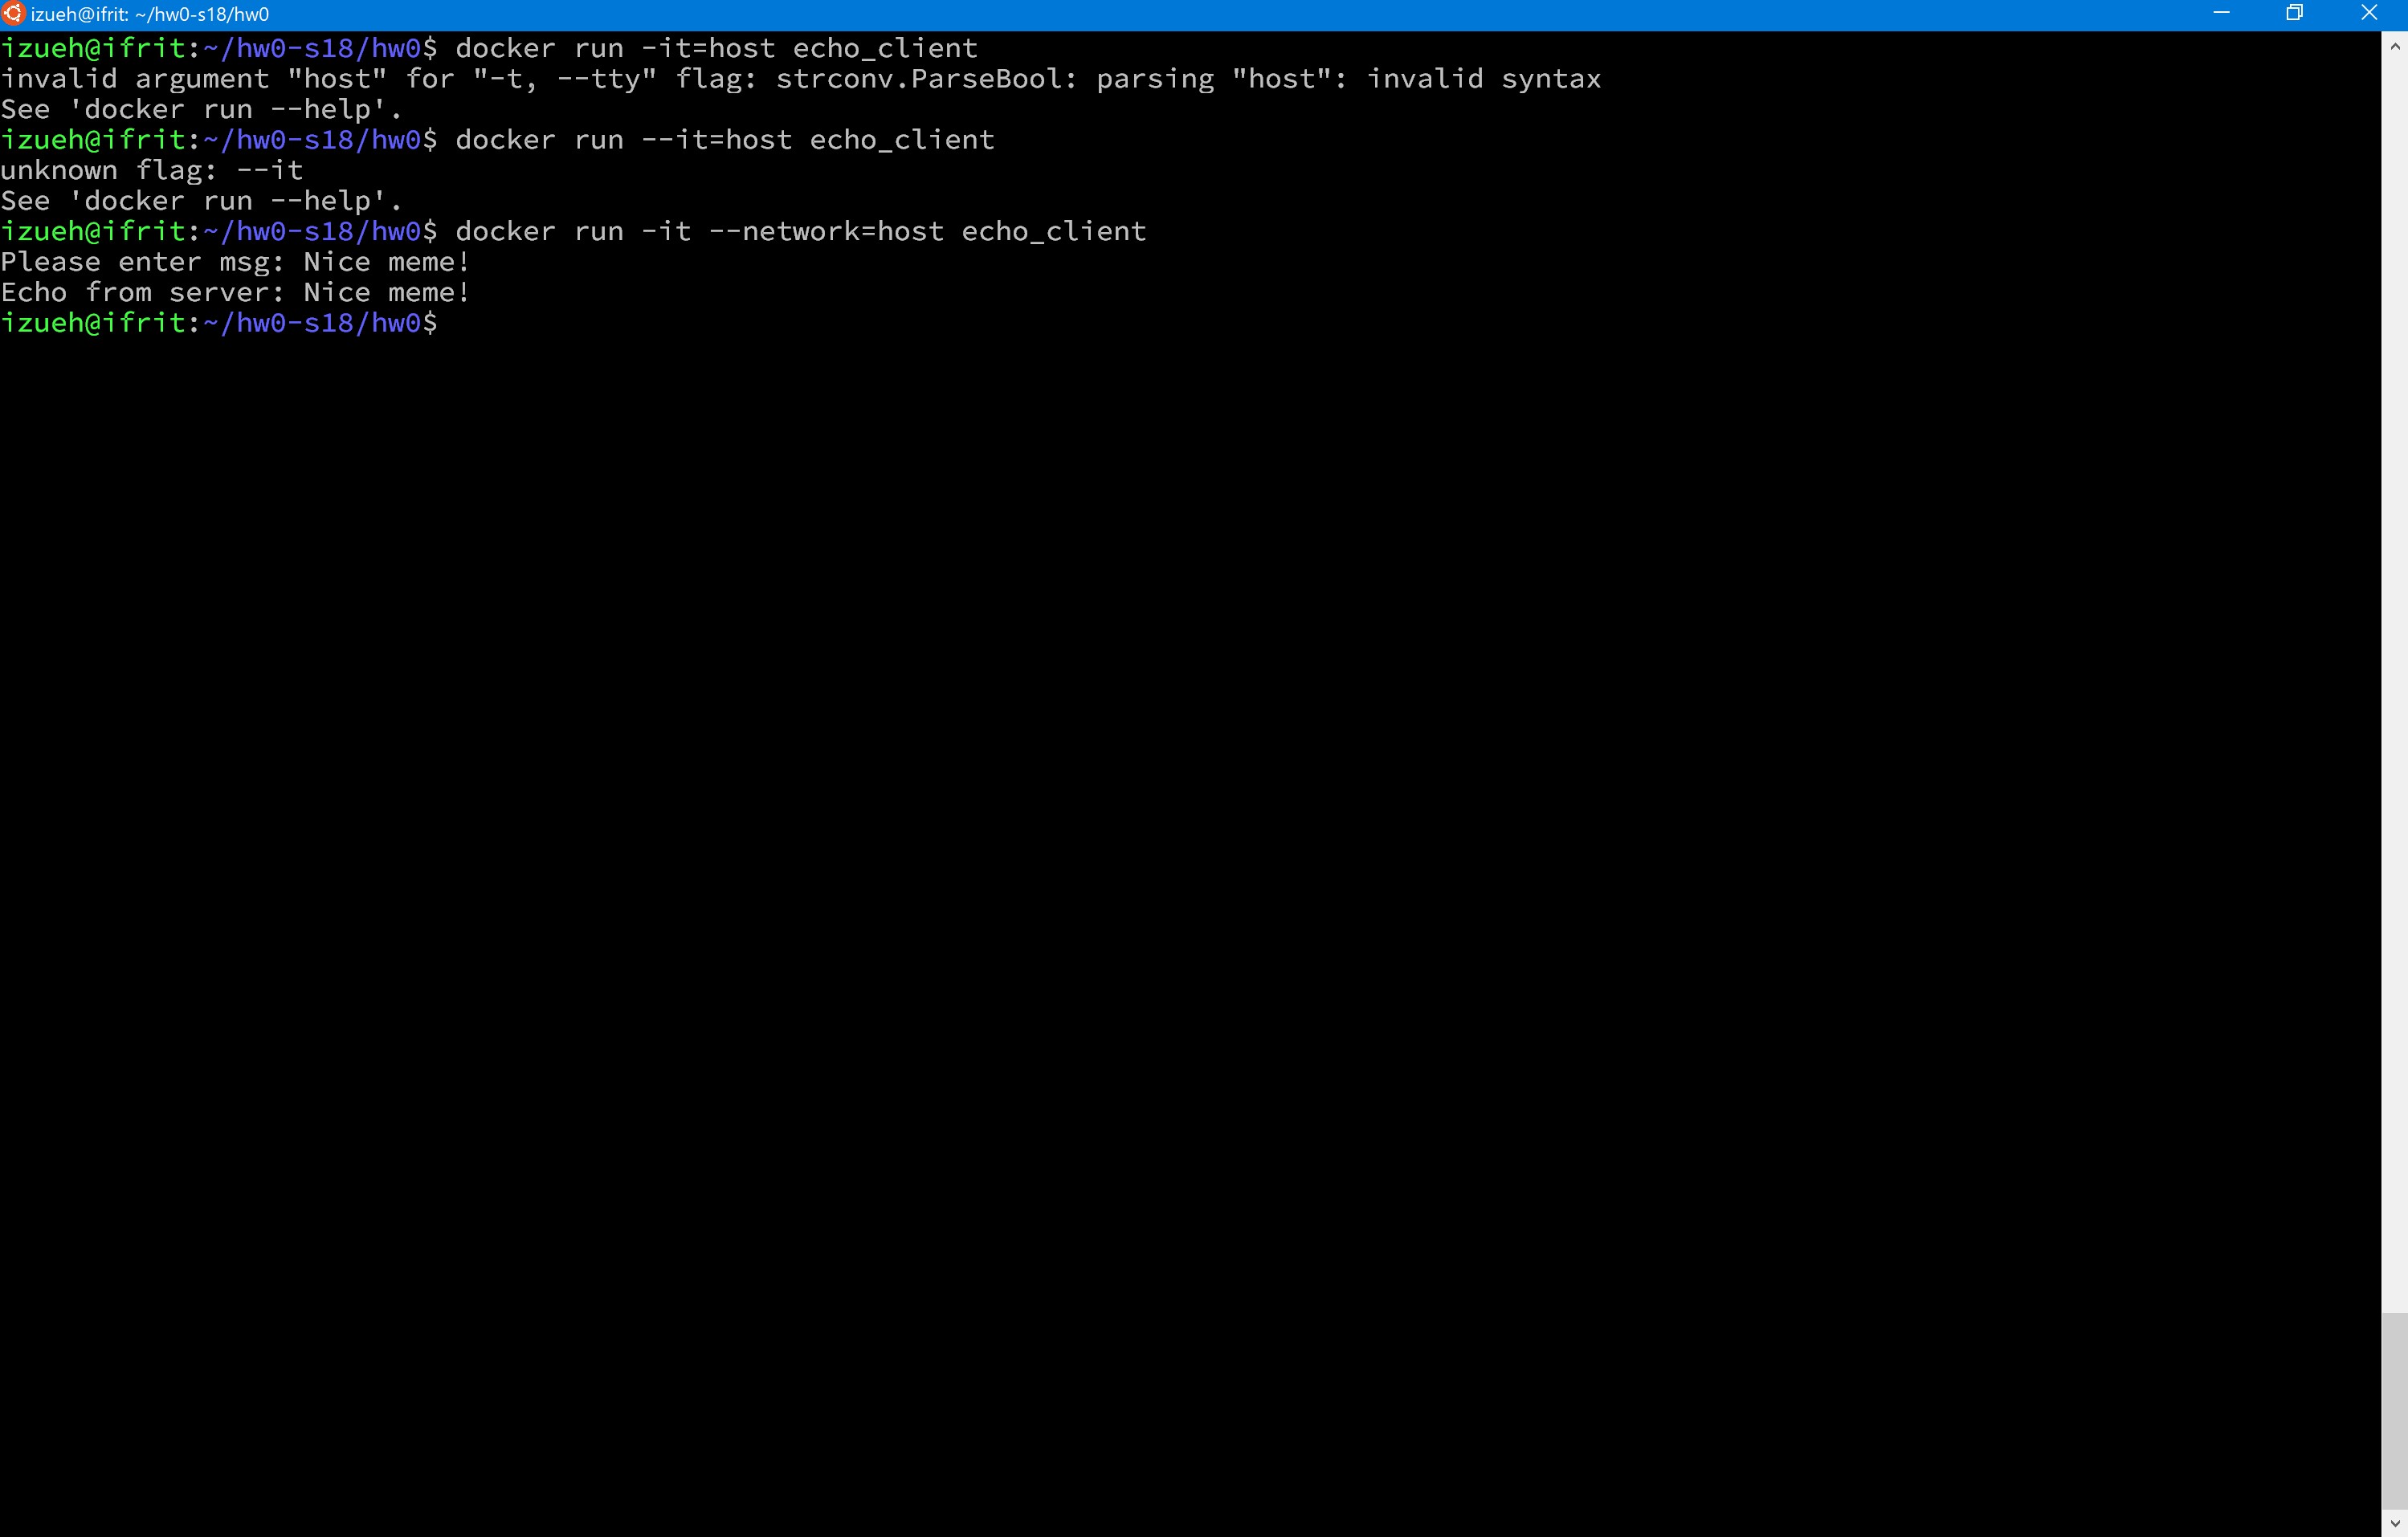 izueh@ifrit: ~/hw0-s18/hw0
izueh@ifrit:~/hw0-s18/hw0$ docker run -it=host echo_client
invalid argument "host" for "-t, --tty" flag: strconv.ParseBool: parsing "host": invalid syntax
See 'docker run --help'.
izueh@ifrit:~/hw0-s18/hw0$ docker run --it=host echo_client
unknown flag: --it
See 'docker run --help'.
izueh@ifrit:~/hw0-s18/hw0$ docker run -it --network=host echo_client
Please enter msg: Nice meme!
Echo from server: Nice meme!
izueh@ifrit:~/hw0-s18/hw0$